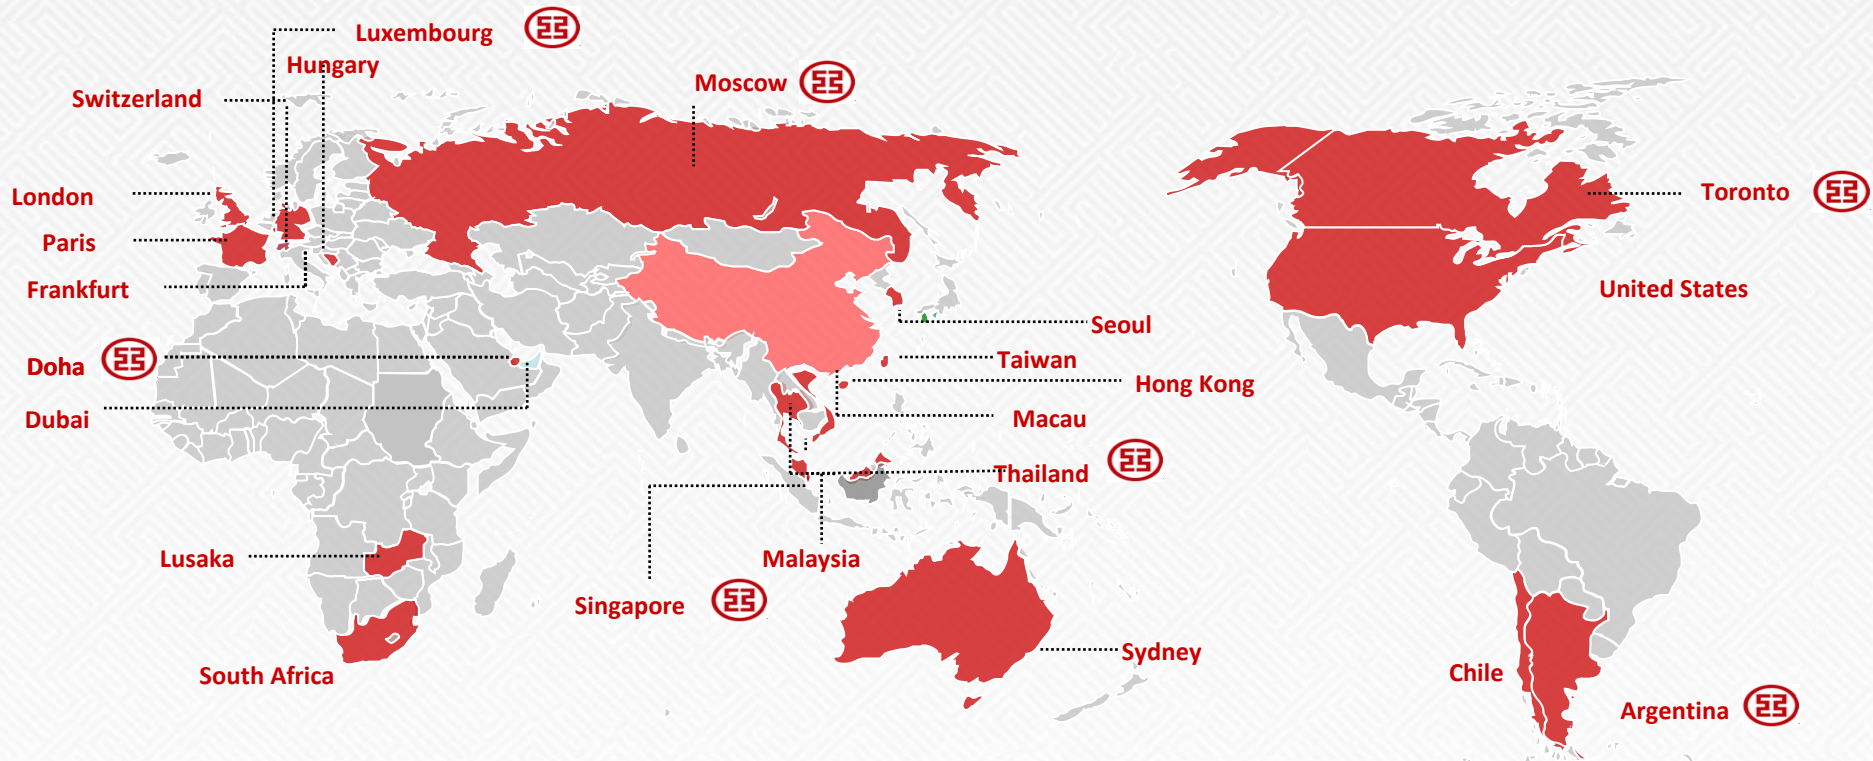 Luxembourg
Hungary
Switzerland
Moscow
London
Toronto
Paris
Frankfurt
United States
Seoul
Doha
Taiwan
Hong Kong
Dubai
Macau
Thailand
Lusaka
Malaysia
Singapore
South Africa
Sydney
Chile
Argentina